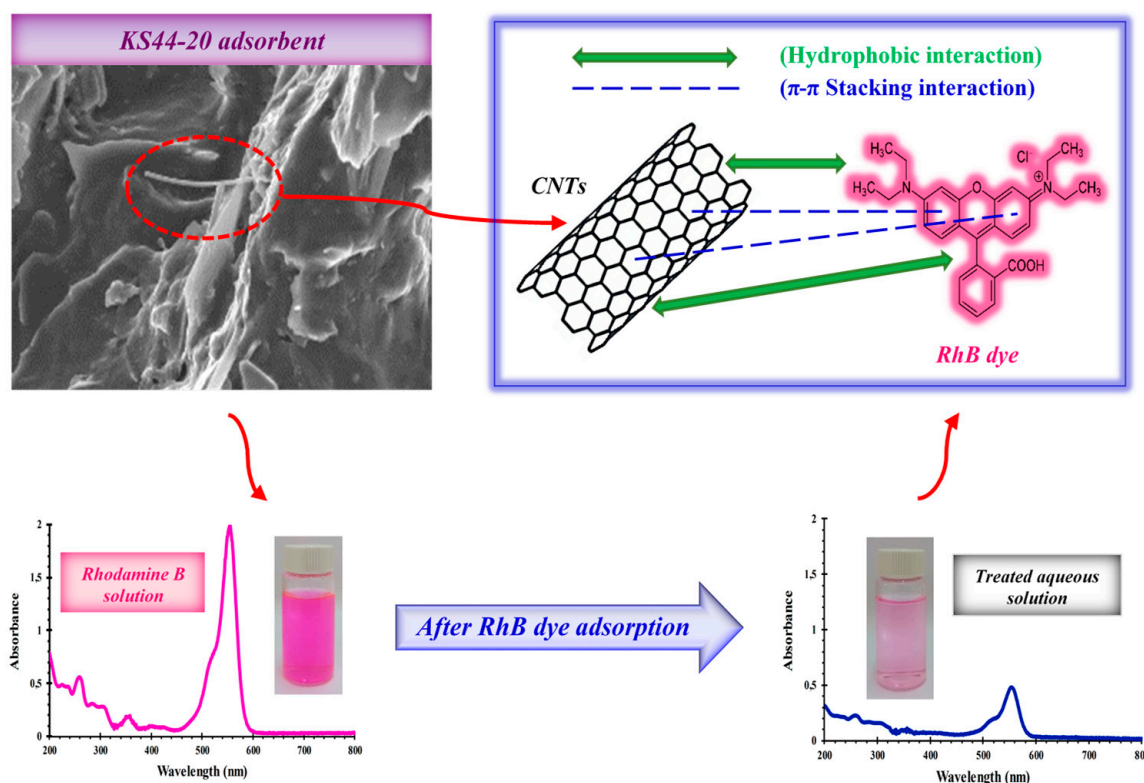 KS44-20 adsorbent
(Hydrophobic interaction)
(π-π Stacking interaction)
CNTs
H₃C
CH₃
Cl⁻
H₃C
N
O
N
⊕
CH₃
COOH
RhB dye
Absorbance
2
1.5
1
0.5
0
200 300 400 500 600 700 800
Wavelength (nm)
Rhodamine B
solution
After RhB dye adsorption
Absorbance
2
1.5
1
0.5
0
200 300 400 500 600 700 800
Wavelength (nm)
Treated aqueous
solution